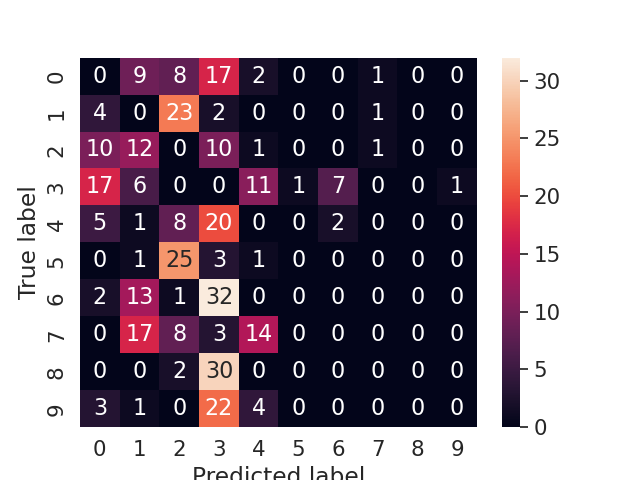 0 0 9 8 17 2 0 0 1 0 0
1 4 0 23 2 0 0 0 1 0 0
2 10 12 0 10 1 0 0 1 0 0
3 17 6 0 0 11 1 7 0 0 1
4 5 1 8 20 0 0 2 0 0 0
5 0 1 25 3 1 0 0 0 0 0
6 2 13 1 32 0 0 0 0 0 0
7 0 17 8 3 14 0 0 0 0 0
8 0 0 2 30 0 0 0 0 0 0
9 3 1 0 22 4 0 0 0 0 0
0 1 2 3 4 5 6 7 8 9
True label
Predicted label
30
25
20
15
10
5
0